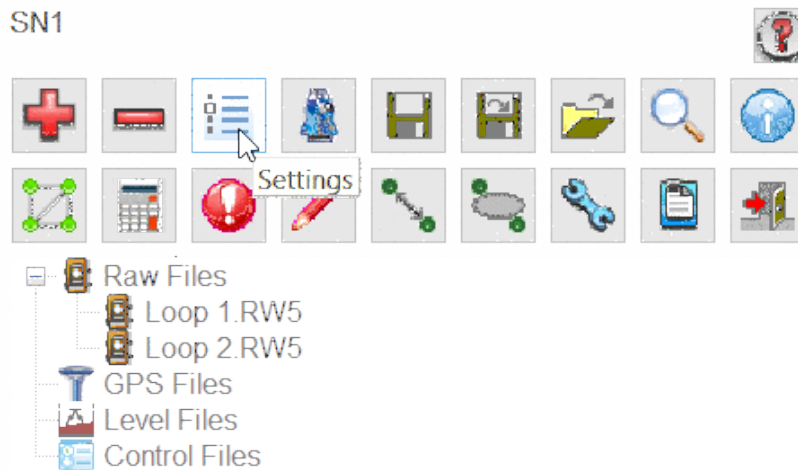 SN1
Settings
Raw Files
Loop 1.RW5
Loop 2.RW5
GPS Files
Level Files
Control Files